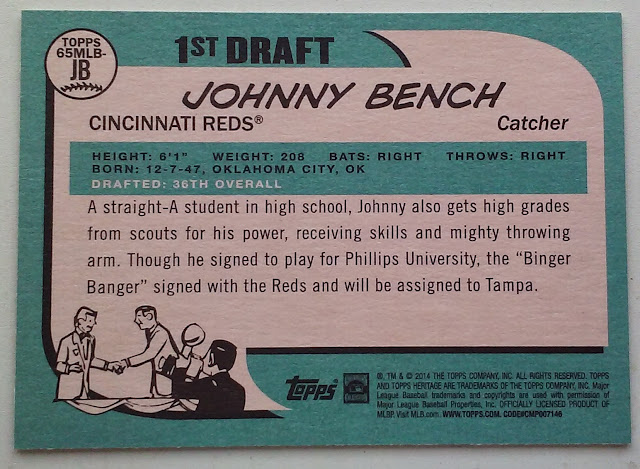 TOPPS
65MLB-
JB
1ST DRAFT
JOHNNY BENCH
CINCINNATI REDS® Catcher
HEIGHT: 6'1" WEIGHT: 208 BATS: RIGHT THROWS: RIGHT
BORN: 12-7-47, OKLAHOMA CITY, OK
DRAFTED: 36TH OVERALL
A straight-A student in high school, Johnny also gets high grades
from scouts for his power, receiving skills and mighty throwing
arm. Though he signed to play for Phillips University, the “Binger
Banger” signed with the Reds and will be assigned to Tampa.
topps
®, TM & © 2014 THE TOPPS COMPANY, INC. ALL RIGHTS RESERVED. TOPPS
AND TOPPS HERITAGE ARE TRADEMARKS OF THE TOPPS COMPANY, INC. Major
League Baseball trademarks and copyrights are used with permission of
Major League Baseball Properties, Inc. OFFICIALLY LICENSED PRODUCT OF
MLBP. Visit MLB.com. WWW.TOPPS.COM. CODE#CMP007146